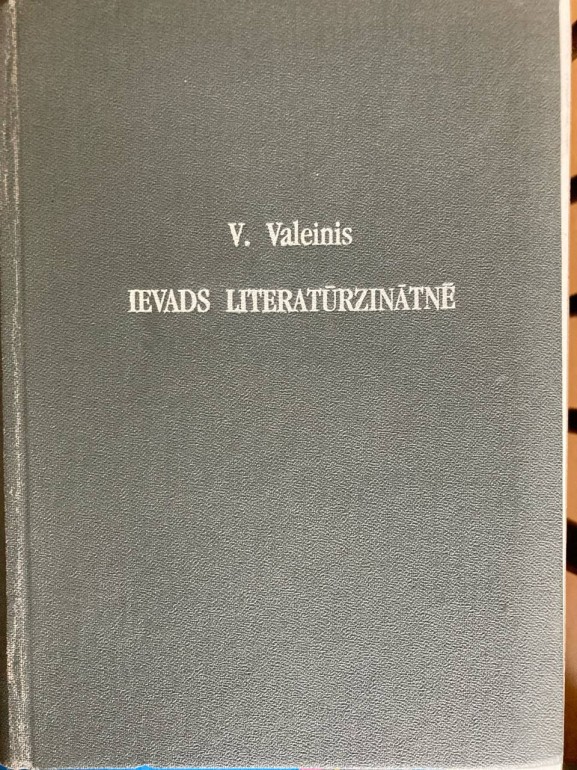 V. Valeinis
IEVADS LITERATŪRZINĀTNĒ